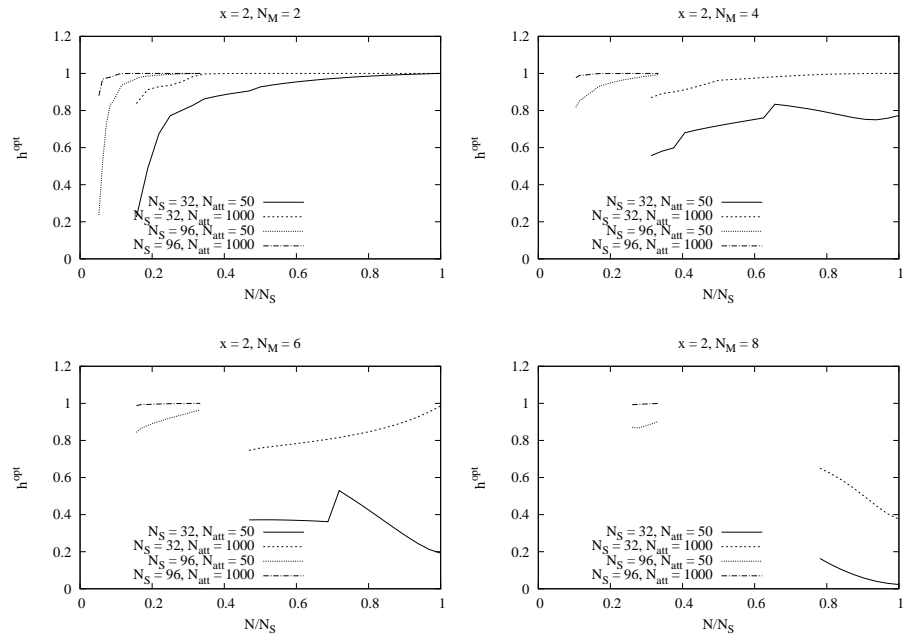 x = 2, N_M = 2
h^opt
1.2
1
0.8
0.6
0.4
0.2
0
0 0.2 0.4 0.6 0.8 1
N/N_S
N_S = 32, N_att = 50
N_S = 32, N_att = 1000
N_S = 96, N_att = 50
N_S = 96, N_att = 1000
x = 2, N_M = 4
h^opt
1.2
1
0.8
0.6
0.4
0.2
0
0 0.2 0.4 0.6 0.8 1
N/N_S
N_S = 32, N_att = 50
N_S = 32, N_att = 1000
N_S = 96, N_att = 50
N_S = 96, N_att = 1000
x = 2, N_M = 6
h^opt
1.2
1
0.8
0.6
0.4
0.2
0
0 0.2 0.4 0.6 0.8 1
N/N_S
N_S = 32, N_att = 50
N_S = 32, N_att = 1000
N_S = 96, N_att = 50
N_S = 96, N_att = 1000
x = 2, N_M = 8
h^opt
1.2
1
0.8
0.6
0.4
0.2
0
0 0.2 0.4 0.6 0.8 1
N/N_S
N_S = 32, N_att = 50
N_S = 32, N_att = 1000
N_S = 96, N_att = 50
N_S = 96, N_att = 1000